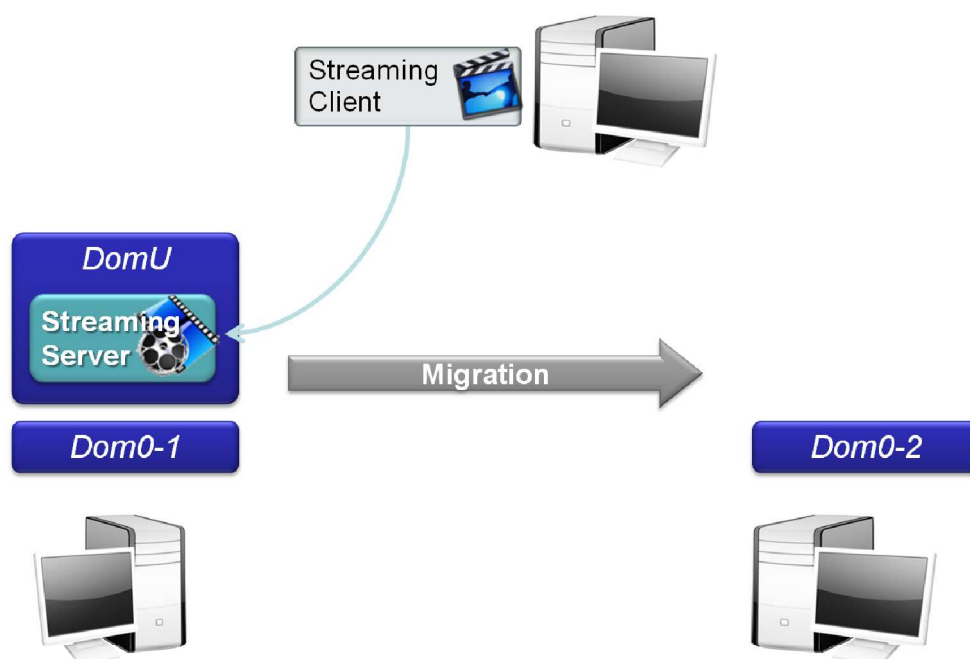 Streaming
Client
DomU
Streaming
Server
Migration
Dom0-1
Dom0-2